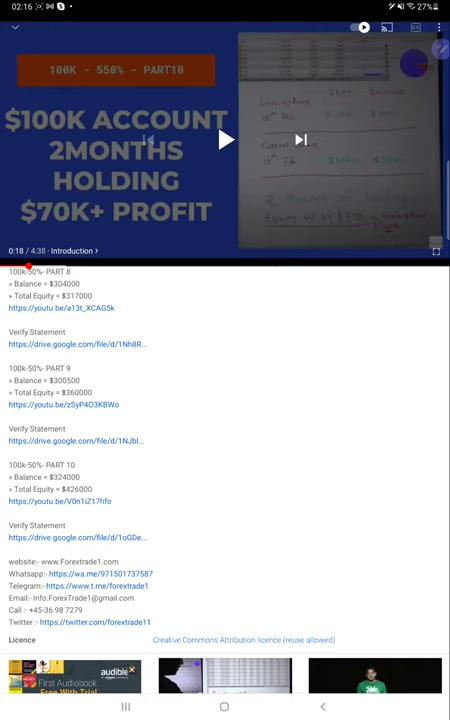 02:16
27%
100K - 550% - PART10
$100K ACCOUNT
2MONTHS
HOLDING
$70K+ PROFIT
0:18 / 4:38 · Introduction >
100k-50%- PART 8
» Balance = $304000
» Total Equity = $317000
https://youtu.be/a13t_XCAG5k
Verify Statement
https://drive.google.com/file/d/1Nh8R...
100k-50%- PART 9
» Balance = $300500
» Total Equity = $360000
https://youtu.be/zSyP4O3KBWo
Verify Statement
https://drive.google.com/file/d/1NJbI...
100k-50%- PART 10
» Balance = $324000
» Total Equity = $426000
https://youtu.be/V0n1iZ17hfo
Verify Statement
https://drive.google.com/file/d/1oGDe...
website:- www.Forextrade1.com
Whatsapp:- https://wa.me/971501737587
Telegram:- https://www.t.me/forextrade1
Email:- Info.ForexTrade1@gmail.com
Call :- +45-36 98 7279
Twitter :- https://twitter.com/forextrade11
Licence Creative Commons Attribution licence (reuse allowed)
audible
First Audiobook
Free With Trial